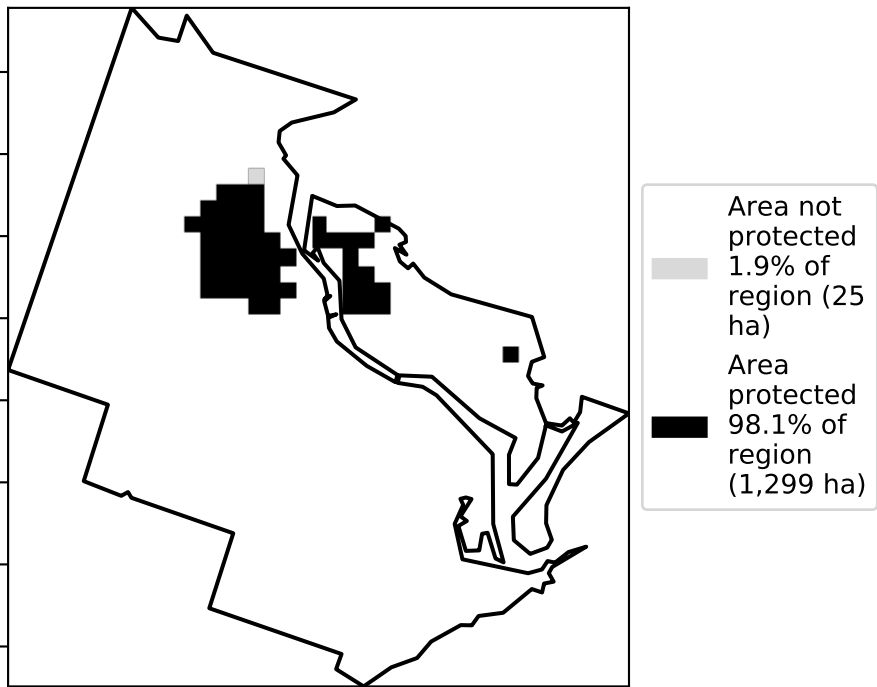 Area not
protected
1.9% of
region (25
ha)
Area
protected
98.1% of
region
(1,299 ha)